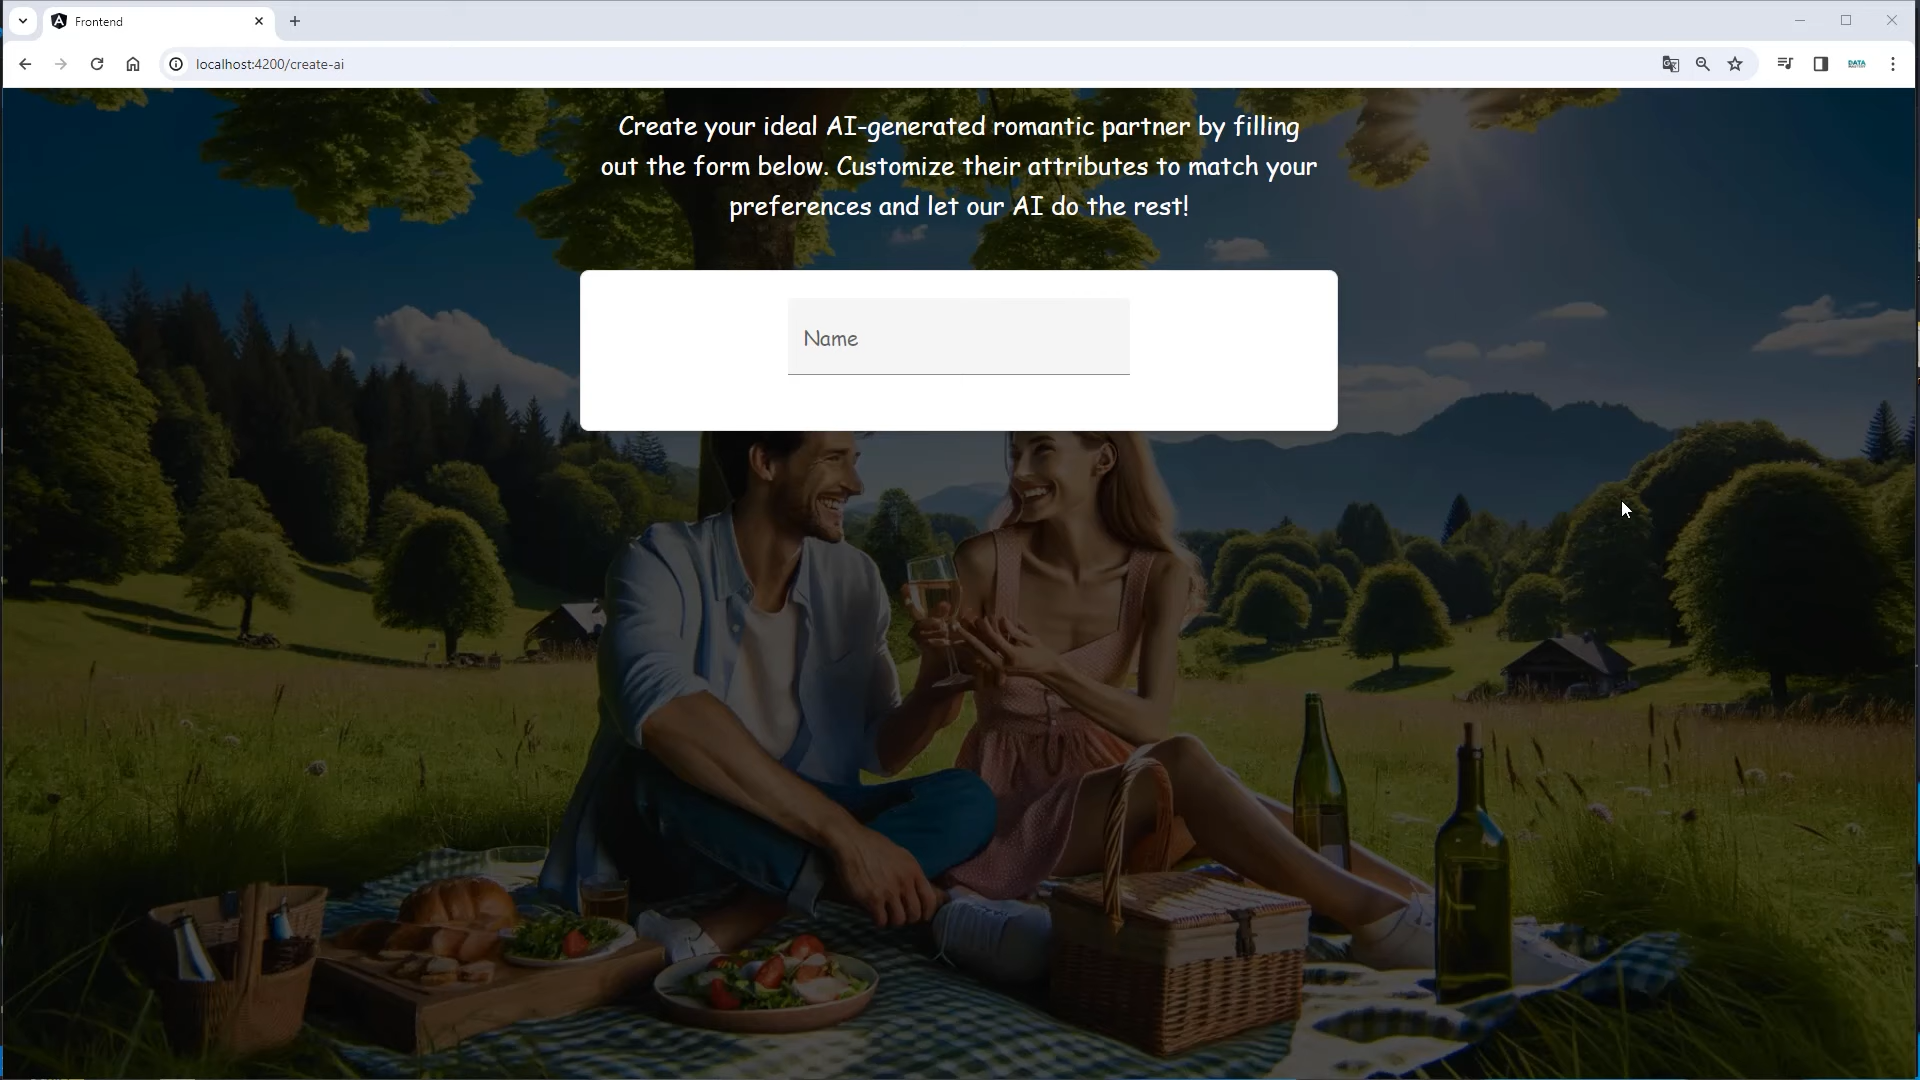 Frontend
localhost:4200/create-ai
DATA
Create your ideal AI-generated romantic partner by filling
out the form below. Customize their attributes to match your
preferences and let our AI do the rest!
Name